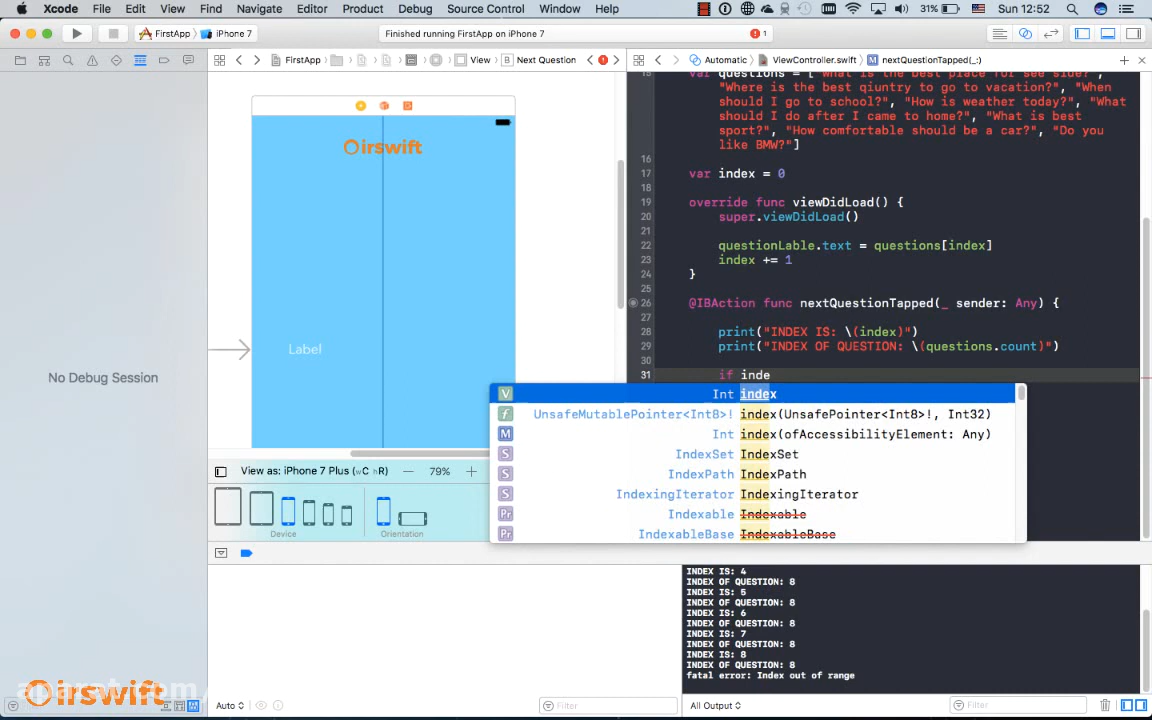 Xcode File Edit View Find Navigate Editor Product Debug Source Control Window Help 31% Sun 12:52
FirstApp iPhone 7 Finished running FirstApp on iPhone 7 1
FirstApp View B Next Question Automatic ViewController.swift M nextQuestionTapped(_:)
15 var questions = ["What is the best place for see side?",
"Where is the best qiuntry to go to vacation?", "When
should I go to school?", "How is weather today?", "What
should I do after I came to home?", "What is best
sport?", "How comfortable should be a car?", "Do you
like BMW?"]
16
17 var index = 0
18
19 override func viewDidLoad() {
20 super.viewDidLoad()
21
22 questionLable.text = questions[index]
23 index += 1
24 }
25
26 @IBAction func nextQuestionTapped(_ sender: Any) {
27
28 print("INDEX IS: \(index)")
29 print("INDEX OF QUESTION: \(questions.count)")
30
31 if inde
irswift
Label
No Debug Session
V Int index
f UnsafeMutablePointer<Int8>! index(UnsafePointer<Int8>!, Int32)
M Int index(ofAccessibilityElement: Any)
S IndexSet IndexSet
S IndexPath IndexPath
S IndexingIterator IndexingIterator
Pr Indexable Indexable
Pr IndexableBase IndexableBase
View as: iPhone 7 Plus (wC hR) 79%
Device Orientation
INDEX IS: 4
INDEX OF QUESTION: 8
INDEX IS: 5
INDEX OF QUESTION: 8
INDEX IS: 6
INDEX OF QUESTION: 8
INDEX IS: 7
INDEX OF QUESTION: 8
INDEX IS: 8
INDEX OF QUESTION: 8
fatal error: Index out of range
aparat.com/
irswift
Auto Filter All Output Filter